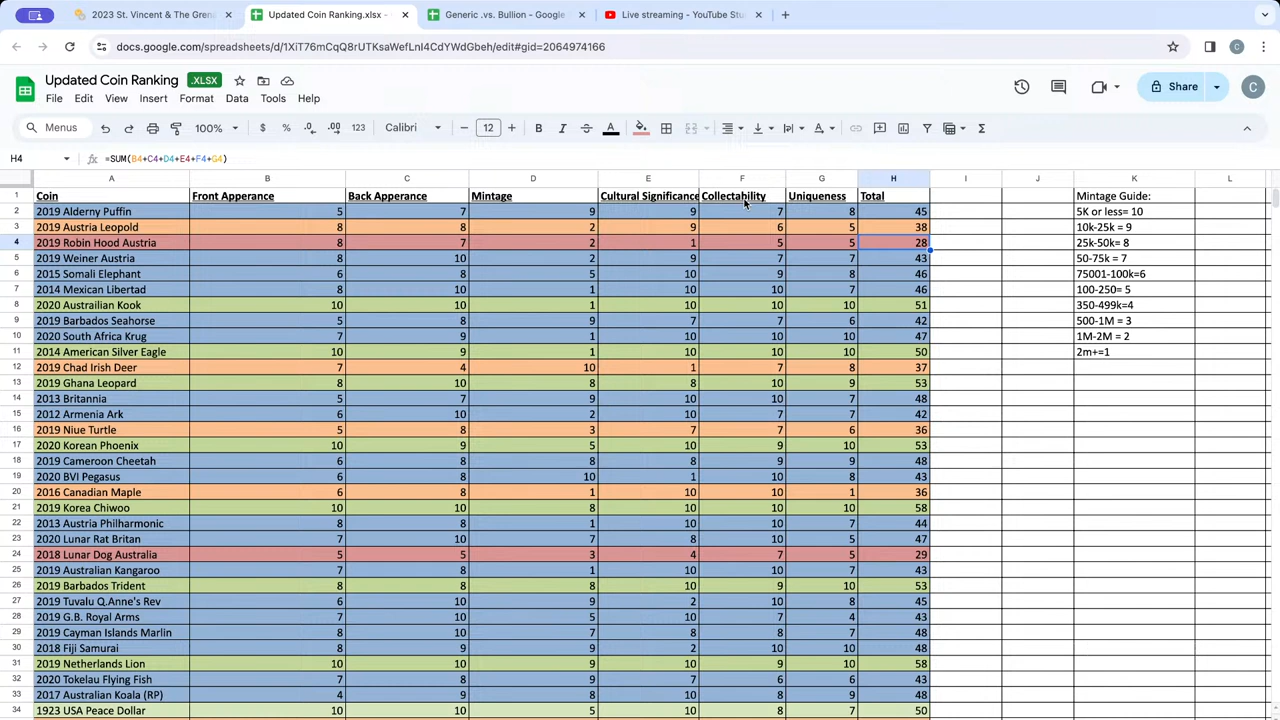 2023 St. Vincent & The Grena
Updated Coin Ranking.xlsx -
Generic .vs. Bullion - Google
Live streaming - YouTube Stu
docs.google.com/spreadsheets/d/1XiT76mCqQ8rUTKsaWefLnI4CdYWdGbeh/edit#gid=2064974166
Updated Coin Ranking .XLSX
File Edit View Insert Format Data Tools Help
Share C
Menus 100% $ % .0 .00 123 Calibri 12 B I A
H4 fx =SUM(B4+C4+D4+E4+F4+G4)
A B C D E F G H I J K L
1 Coin Front Apperance Back Apperance Mintage Cultural Significance Collectability Uniqueness Total Mintage Guide:
2 2019 Alderny Puffin 5 7 9 9 7 8 45 5K or less= 10
3 2019 Austria Leopold 8 8 2 9 6 5 38 10k-25k = 9
4 2019 Robin Hood Austria 8 7 2 1 5 5 28 25k-50k= 8
5 2019 Weiner Austria 8 10 2 9 7 7 43 50-75k = 7
6 2015 Somali Elephant 6 8 5 10 9 8 46 75001-100k=6
7 2014 Mexican Libertad 8 10 1 10 10 7 46 100-250= 5
8 2020 Austrailian Kook 10 10 1 10 10 10 51 350-499k=4
9 2019 Barbados Seahorse 5 8 9 7 7 6 42 500-1M = 3
10 2020 South Africa Krug 7 9 1 10 10 10 47 1M-2M = 2
11 2014 American Silver Eagle 10 9 1 10 10 10 50 2m+=1
12 2019 Chad Irish Deer 7 4 10 1 7 8 37
13 2019 Ghana Leopard 8 10 8 8 10 9 53
14 2013 Britannia 5 7 9 10 10 7 48
15 2012 Armenia Ark 6 10 2 10 7 7 42
16 2019 Niue Turtle 5 8 3 7 7 6 36
17 2020 Korean Phoenix 10 9 5 10 9 10 53
18 2019 Cameroon Cheetah 6 8 8 8 9 9 48
19 2020 BVI Pegasus 6 8 10 1 10 8 43
20 2016 Canadian Maple 6 8 1 10 10 1 36
21 2019 Korea Chiwoo 10 10 8 10 10 10 58
22 2013 Austria Philharmonic 8 8 1 10 10 7 44
23 2020 Lunar Rat Britan 7 10 7 8 10 5 47
24 2018 Lunar Dog Australia 5 5 3 4 7 5 29
25 2019 Australian Kangaroo 7 8 1 10 10 7 43
26 2019 Barbados Trident 8 8 8 10 9 10 53
27 2019 Tuvalu Q.Anne's Rev 6 10 9 2 10 8 45
28 2019 G.B. Royal Arms 7 10 5 10 7 4 43
29 2019 Cayman Islands Marlin 8 10 7 8 8 7 48
30 2018 Fiji Samurai 8 9 9 2 10 10 48
31 2019 Netherlands Lion 10 10 9 10 9 10 58
32 2020 Tokelau Flying Fish 7 8 9 7 6 6 43
33 2017 Australian Koala (RP) 4 9 8 10 8 9 48
34 1923 USA Peace Dollar 10 10 5 10 8 7 50